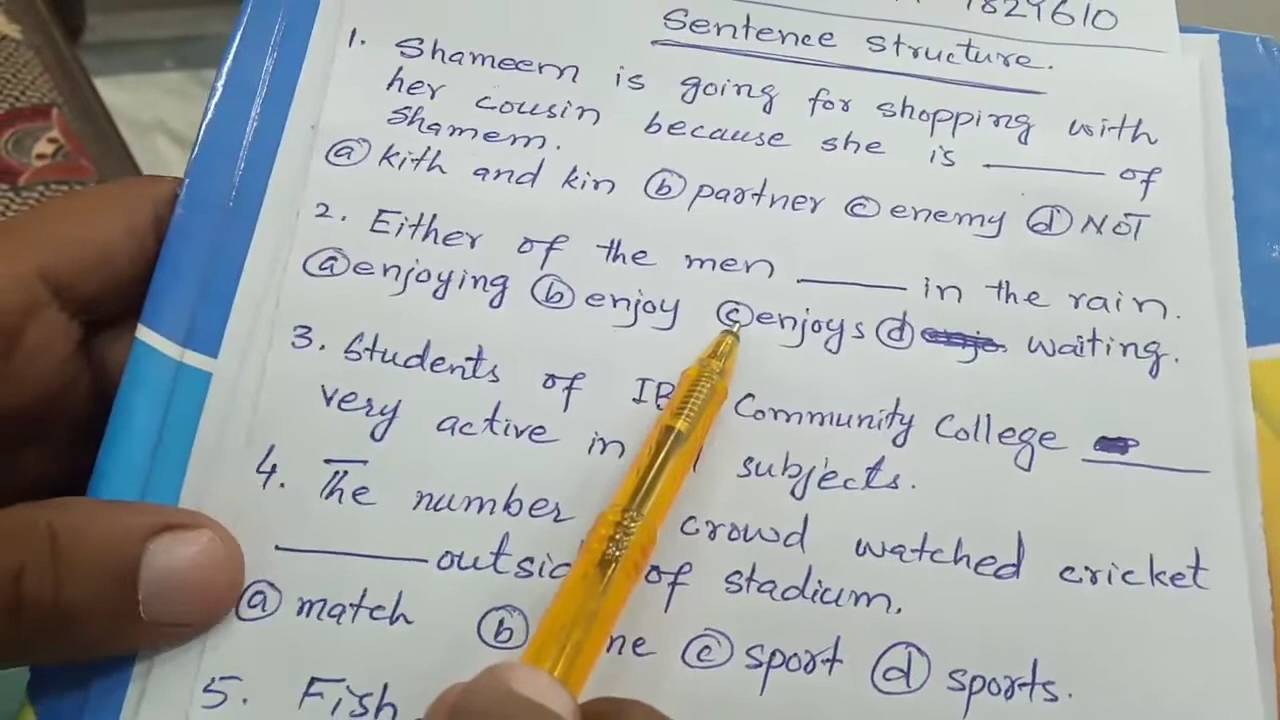 1829610
Sentence structure.
1. Shameem is going for shopping with
her cousin because she is ______ of
Shamem.
ⓐ kith and kin ⓑ partner ⓒ enemy ⓓ NOT
2. Either of the men ______ in the rain.
ⓐ enjoying ⓑ enjoy ⓒ enjoys ⓓ waiting.
3. Students of Community College ______
very active in subjects.
4. The number crowd watched cricket
______ of stadium.
ⓐ match ⓑ ⓒ sport ⓓ sports.
5. Fish